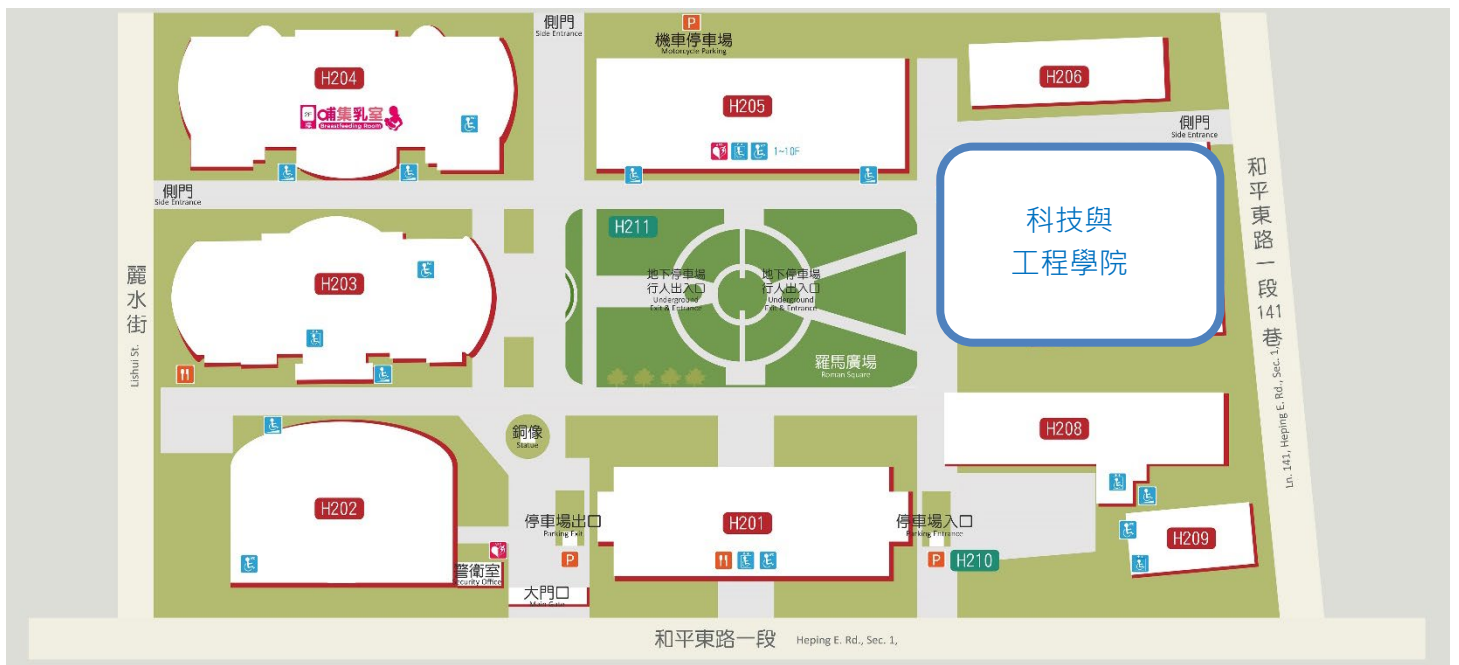 側門
Side Entrance
P
機車停車場
Motorcycle Parking
H204
2F
哺集乳室
Breastfeeding Room
H205
1~10F
H206
側門
Side Entrance
側門
Side Entrance
科技與
工程學院
H211
地下停車場
行人出入口
Underground
Exit & Entrance
地下停車場
行人出入口
Underground
Exit & Entrance
羅馬廣場
Roman Square
H203
麗水街
Lishui St.
和平東路一段141巷
Ln. 141, Heping E. Rd., Sec. 1,
銅像
Statue
H208
H202
停車場出口
Parking Exit
P
H201
停車場入口
Parking Entrance
P
H210
H209
警衛室
Security Office
大門口
Main Gate
和平東路一段 Heping E. Rd., Sec. 1,